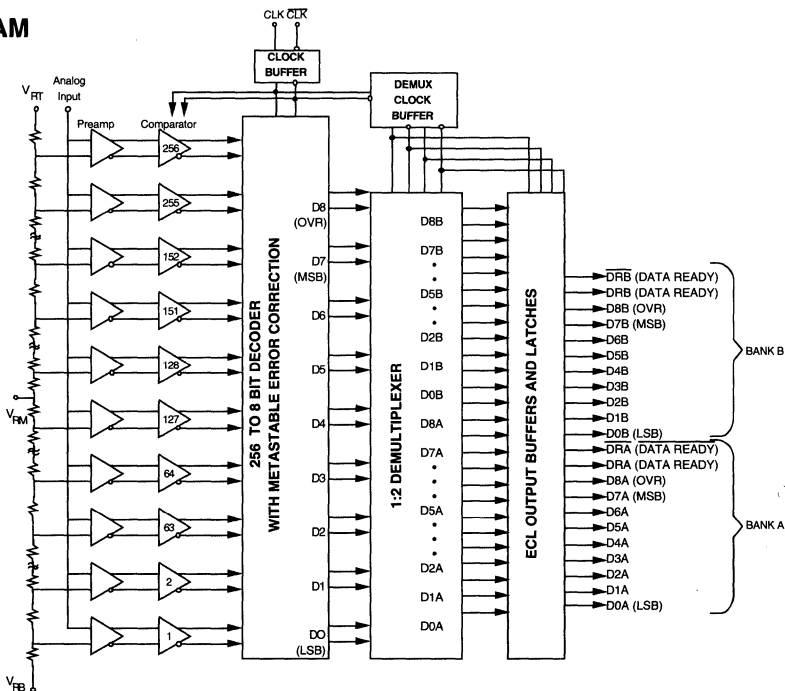 AM
CLK CLK
CLOCK
BUFFER
DEMUX
CLOCK
BUFFER
VRT
Analog
Input
Preamp
Comparator
256
255
152
151
128
127
64
63
2
1
VRM
VRB
256 TO 8 BIT DECODER
WITH METASTABLE ERROR CORRECTION
D8
(OVR)
D7
(MSB)
D6
D5
D4
D3
D2
D1
DO
(LSB)
1:2 DEMULTIPLEXER
D8B
D7B
D5B
D2B
D1B
D0B
D8A
D7A
D5A
D2A
D1A
D0A
ECL OUTPUT BUFFERS AND LATCHES
DRB (DATA READY)
DRB (DATA READY)
D8B (OVR)
D7B (MSB)
D6B
D5B
D4B
D3B
D2B
D1B
D0B (LSB)
BANK B
DRA (DATA READY)
DRA (DATA READY)
D8A (OVR)
D7A (MSB)
D6A
D5A
D4A
D3A
D2A
D1A
D0A (LSB)
BANK A